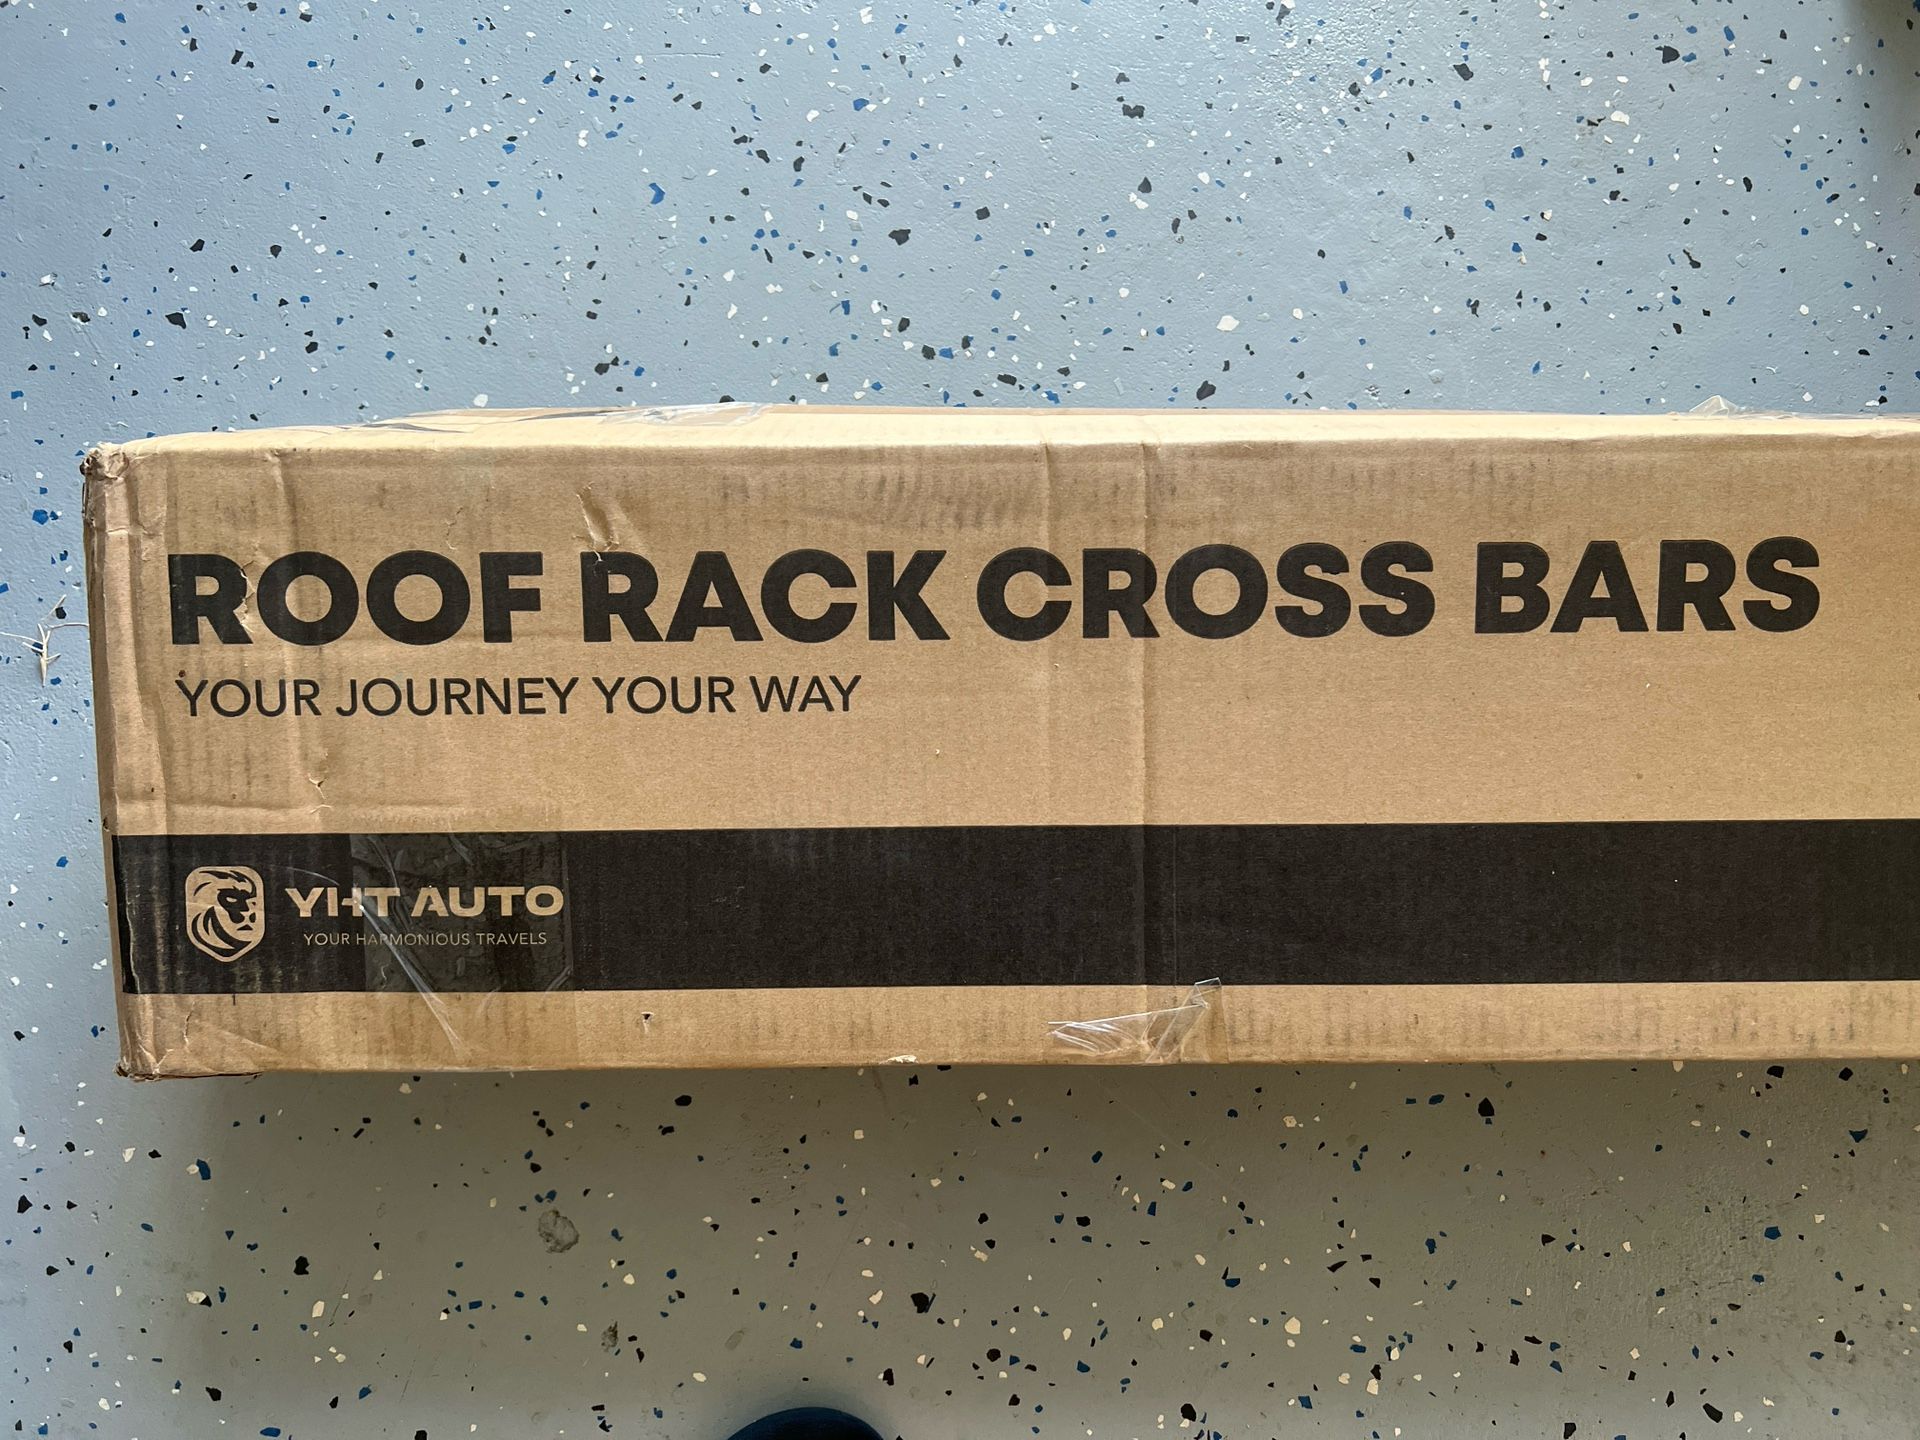 ROOF RACK CROSS BARS
YOUR JOURNEY YOUR WAY
YHT AUTO
YOUR HARMONIOUS TRAVELS